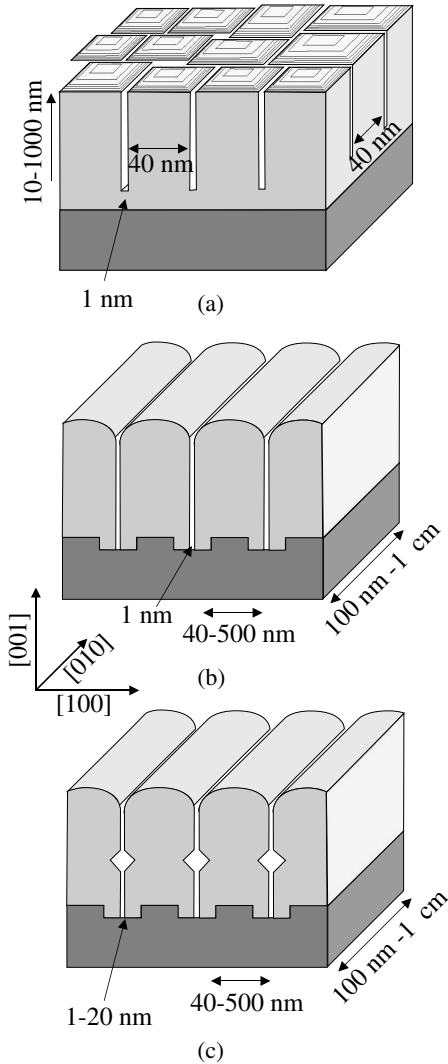 10-1000 nm
40 nm
40 nm
1 nm
(a)
1 nm
40-500 nm
100 nm -1 cm
[001]
[010]
[100]
(b)
1-20 nm
40-500 nm
100 nm -1 cm
(c)